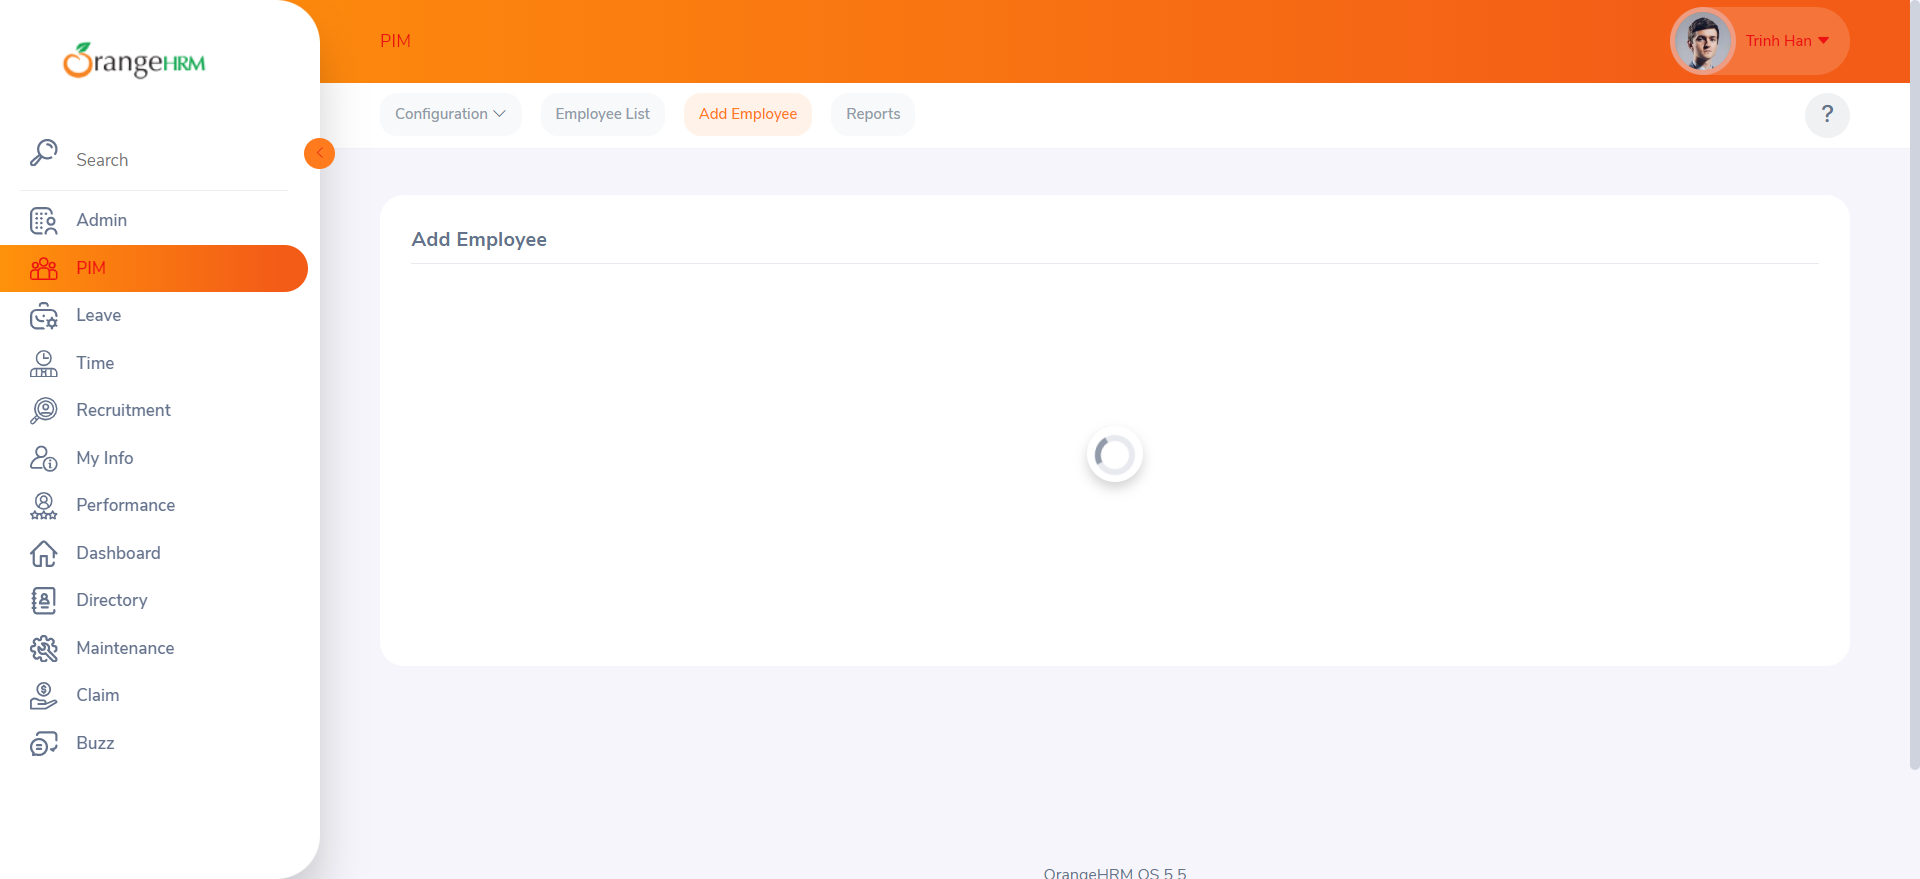 OrangeHRM
Search
Admin
PIM
Leave
Time
Recruitment
My Info
Performance
Dashboard
Directory
Maintenance
Claim
Buzz
PIM
Trinh Han
Configuration
Employee List
Add Employee
Reports
?
Add Employee
OrangeHRM OS 5.5